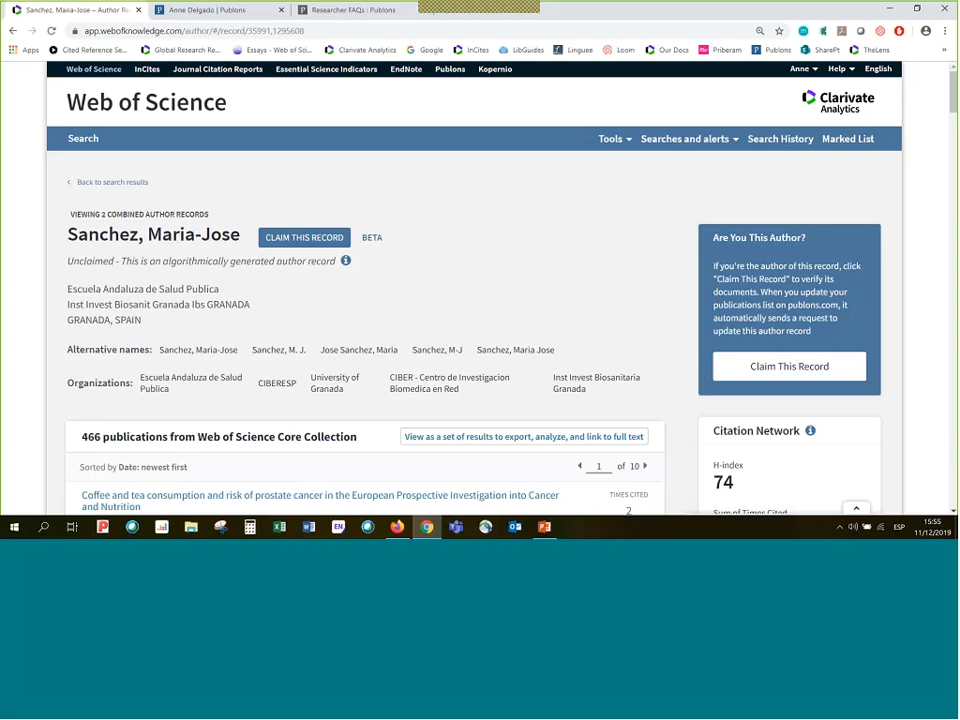 Sanchez, Maria-Jose – Author Re
Anne Delgado | Publons
Researcher FAQs : Publons
app.webofknowledge.com/author/#/record/35991,1295608
Apps
Cited Reference Se...
Global Research Re...
Essays - Web of Sci...
Clarivate Analytics
Google
InCites
LibGuides
Linguee
Loom
Our Docs
Priberam
Publons
SharePt
TheLens
Web of Science
InCites
Journal Citation Reports
Essential Science Indicators
EndNote
Publons
Kopernio
Anne
Help
English
Web of Science
Clarivate
Analytics
Search
Tools
Searches and alerts
Search History
Marked List
Back to search results
VIEWING 2 COMBINED AUTHOR RECORDS
Sanchez, Maria-Jose
CLAIM THIS RECORD
BETA
Unclaimed - This is an algorithmically generated author record
Escuela Andaluza de Salud Publica
Inst Invest Biosanit Granada Ibs GRANADA
GRANADA, SPAIN
Alternative names: Sanchez, Maria-Jose Sanchez, M. J. Jose Sanchez, Maria Sanchez, M-J Sanchez, Maria Jose
Organizations:
Escuela Andaluza de Salud
Publica
CIBERESP
University of
Granada
CIBER - Centro de Investigacion
Biomedica en Red
Inst Invest Biosanitaria
Granada
Are You This Author?
If you're the author of this record, click
"Claim This Record" to verify its
documents. When you update your
publications list on publons.com, it
automatically sends a request to
update this author record
Claim This Record
466 publications from Web of Science Core Collection
View as a set of results to export, analyze, and link to full text
Sorted by Date: newest first
1 of 10
Coffee and tea consumption and risk of prostate cancer in the European Prospective Investigation into Cancer
and Nutrition
TIMES CITED
2
Citation Network
H-index
74
Sum of Times Cited
ESP
15:55
11/12/2019